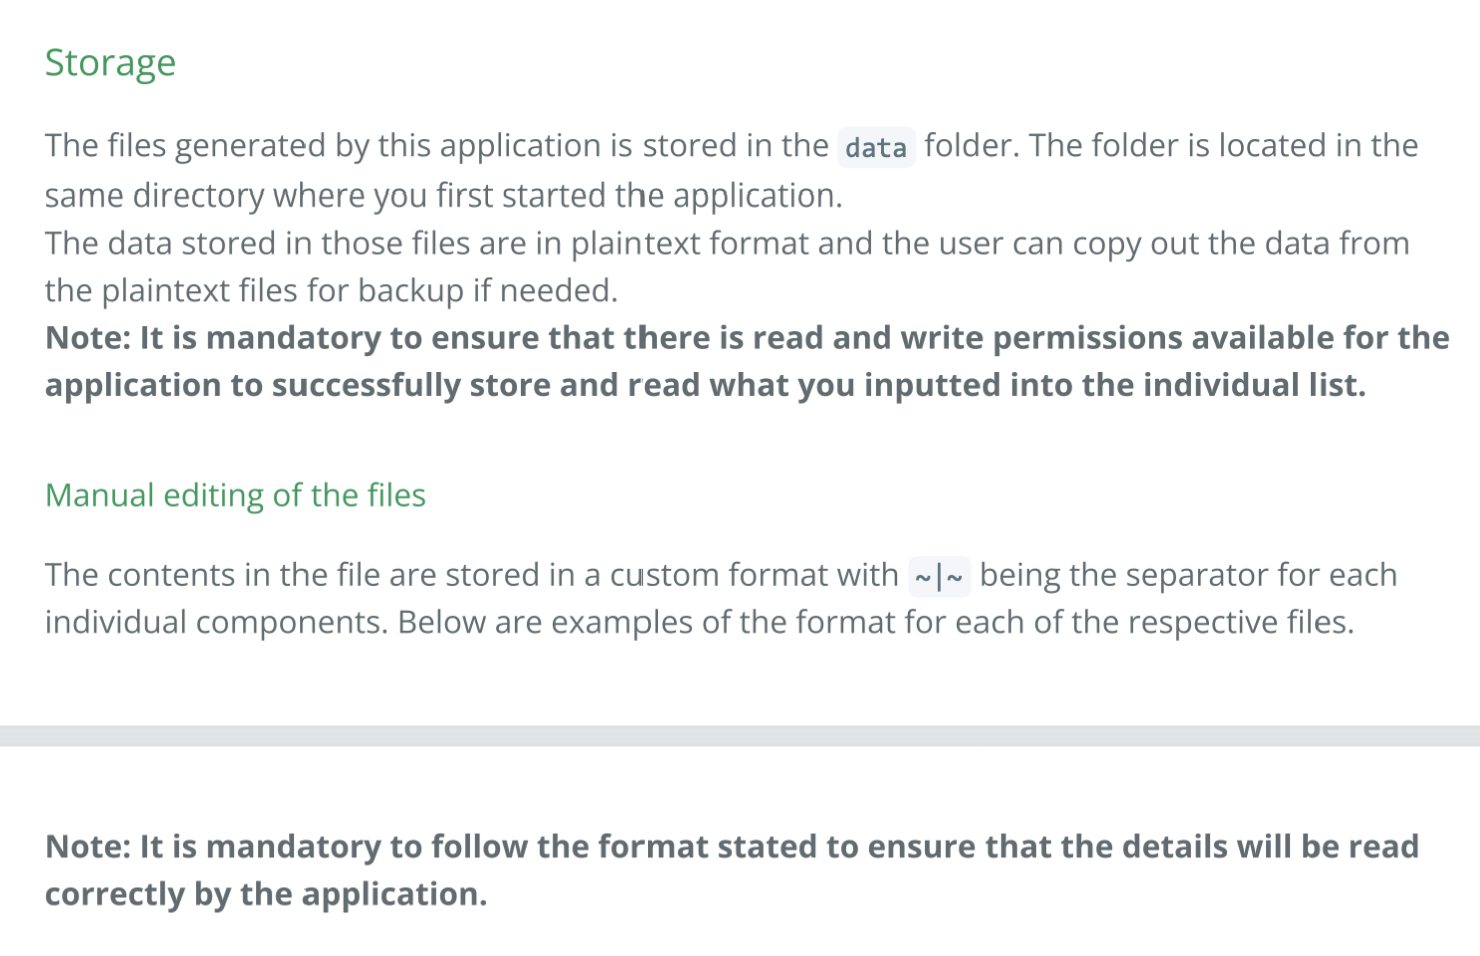 Storage
The files generated by this application is stored in the data folder. The folder is located in the
same directory where you first started the application.
The data stored in those files are in plaintext format and the user can copy out the data from
the plaintext files for backup if needed.
Note: It is mandatory to ensure that there is read and write permissions available for the
application to successfully store and read what you inputted into the individual list.
Manual editing of the files
The contents in the file are stored in a custom format with ~|~ being the separator for each
individual components. Below are examples of the format for each of the respective files.
Note: It is mandatory to follow the format stated to ensure that the details will be read
correctly by the application.